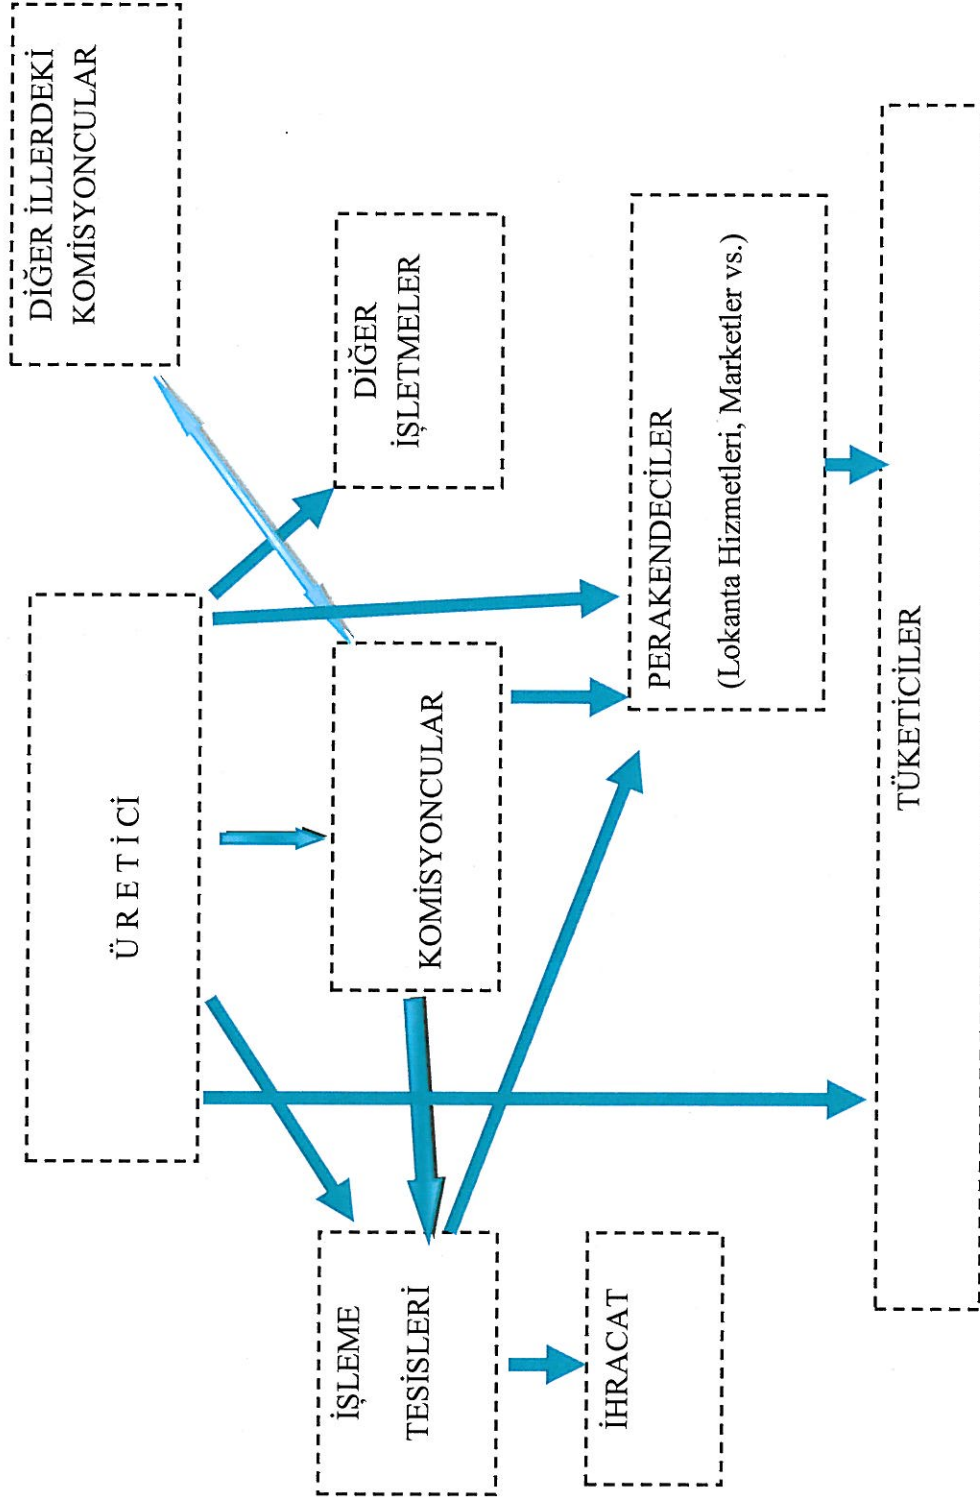 DİĞER İLLERDEKİ
KOMİSYONCULAR
Ü R E T İ C İ
DİĞER
İŞLETMELER
KOMİSYONCULAR
İŞLEME
TESİSLERİ
PERAKENDECİLER
(Lokanta Hizmetleri, Marketler vs.)
İHRACAT
TÜKETİCİLER